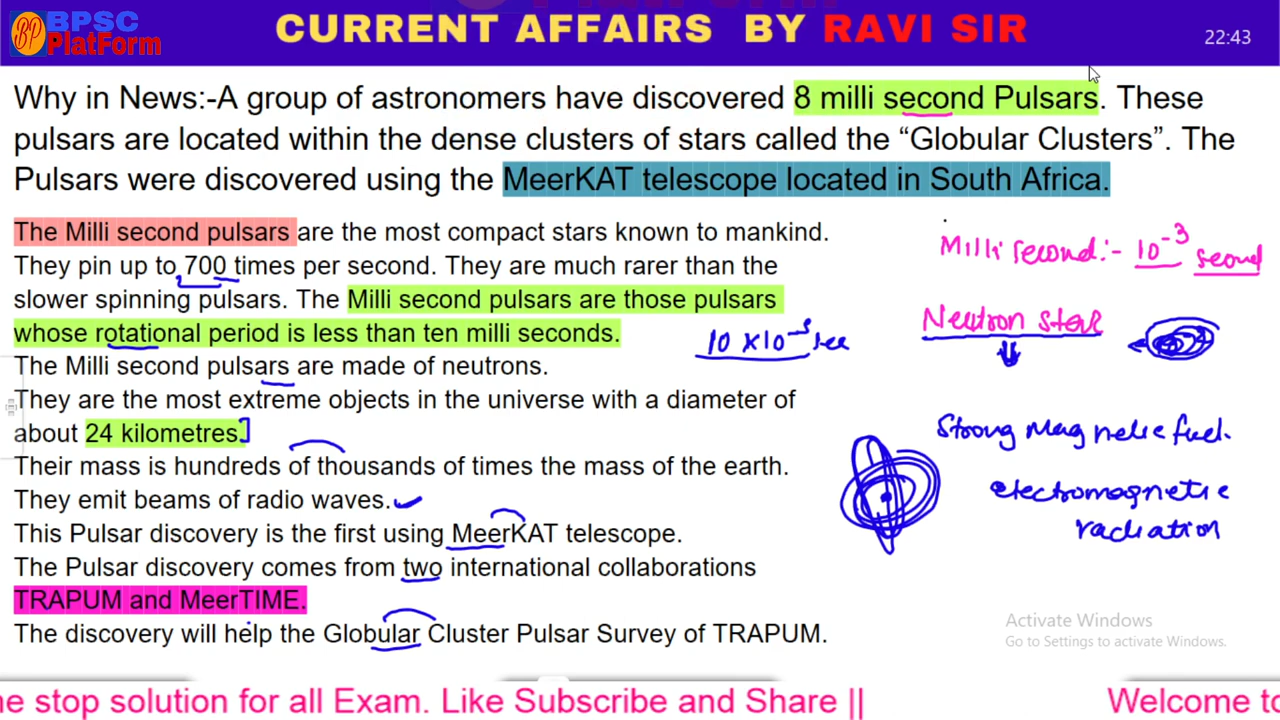 BPSC
PlatForm
BP
CURRENT AFFAIRS BY RAVI SIR
22:43
Why in News:-A group of astronomers have discovered 8 milli second Pulsars. These
pulsars are located within the dense clusters of stars called the “Globular Clusters”. The
Pulsars were discovered using the MeerKAT telescope located in South Africa.
The Milli second pulsars are the most compact stars known to mankind.
They pin up to 700 times per second. They are much rarer than the
slower spinning pulsars. The Milli second pulsars are those pulsars
whose rotational period is less than ten milli seconds.
The Milli second pulsars are made of neutrons.
They are the most extreme objects in the universe with a diameter of
about 24 kilometres.
Their mass is hundreds of thousands of times the mass of the earth.
They emit beams of radio waves.
This Pulsar discovery is the first using MeerKAT telescope.
The Pulsar discovery comes from two international collaborations
TRAPUM and MeerTIME.
The discovery will help the Globular Cluster Pulsar Survey of TRAPUM.
Milli second:- 10⁻³ second
Neutron star
10 x 10⁻³ sec
Strong Magnetic
electromagnetic
radiation
Activate Windows
Go to Settings to activate Windows.
ne stop solution for all Exam. Like Subscribe and Share || Welcome to